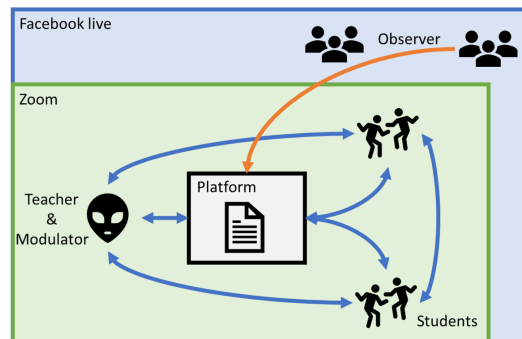 Facebook live
Observer
Zoom
Platform
Teacher
&
Modulator
Students